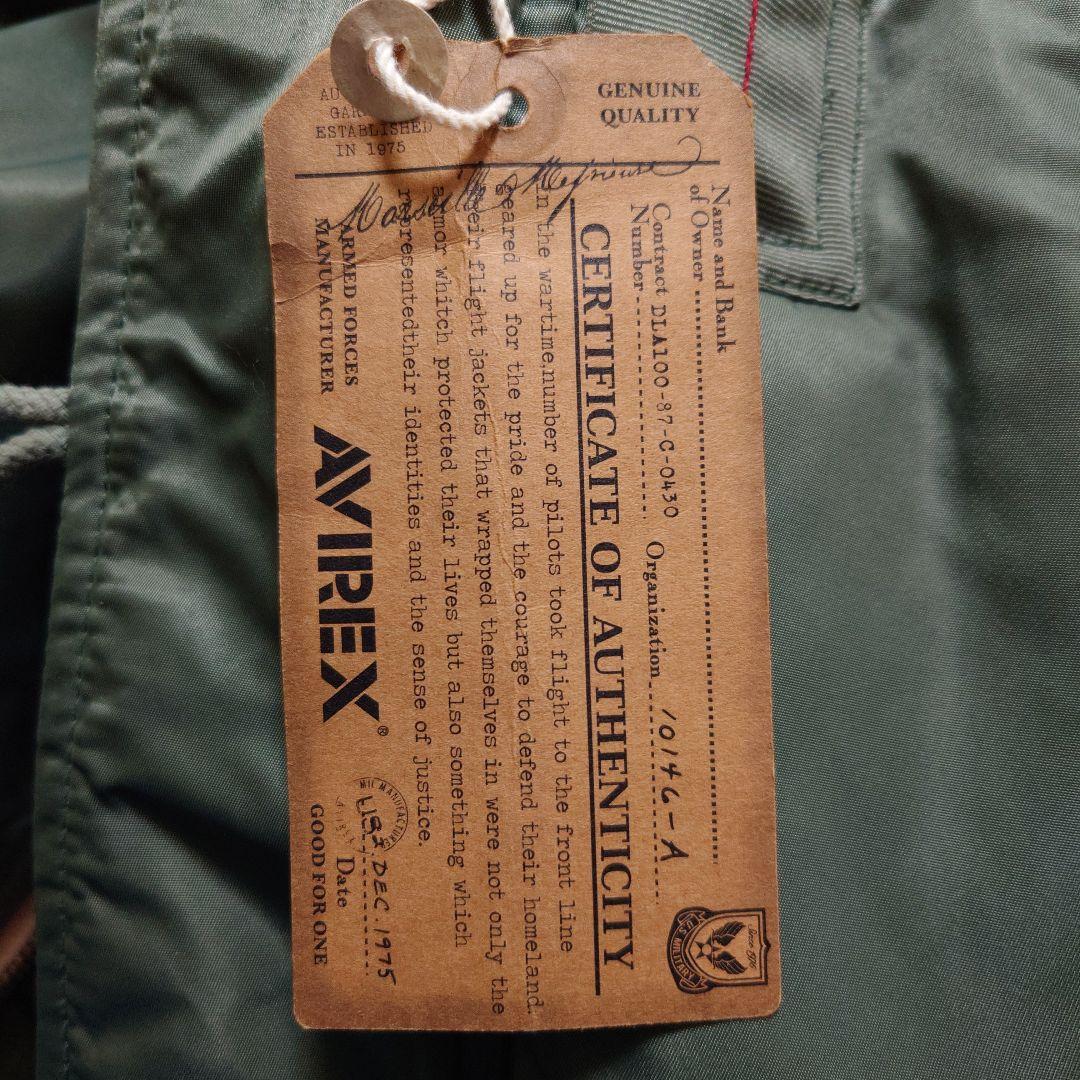 GENUINE
QUALITY
ESTABLISHED
IN 1975
Name and Bank
of Owner
Contract DLA100-87-C-0430 Organization 10146-A
Number
CERTIFICATE OF AUTHENTICITY
In the wartime,number of pilots took flight to the front line
geared up for the pride and the courage to defend their homeland.
their flight jackets that wrapped themselves in were not only the
armor whitch protected their lives but also something which
representedtheir identities and the sense of justice.
ARMED FORCES
MANUFACTURER
AVIREX®
MIL MANUFACTURER
DEC.1975
Date
GOOD FOR ONE
U.S MILITARY